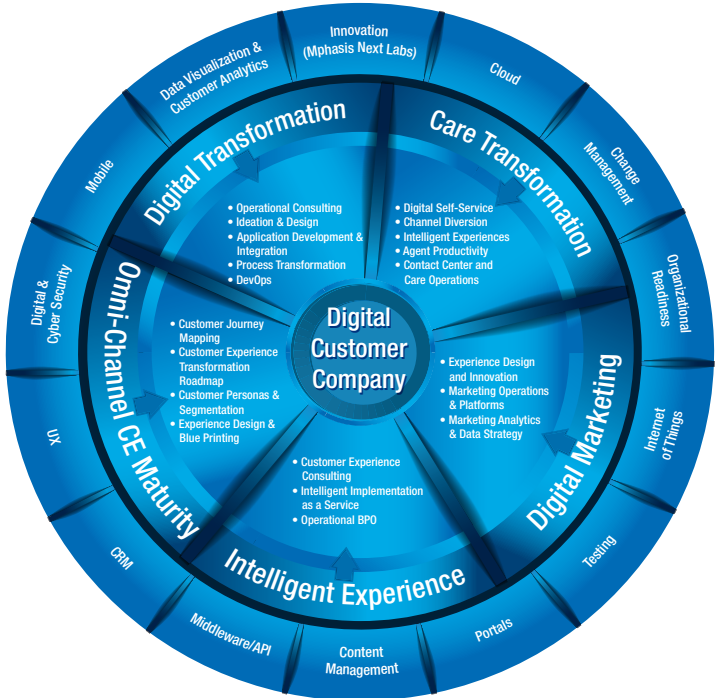 Innovation
(Mphasis Next Labs)
Cloud
Change
Management
Organizational
Readiness
Internet
of Things
Testing
Portals
Content
Management
Middleware/API
CRM
UX
Digital &
Cyber Security
Mobile
Data Visualization &
Customer Analytics
Digital Transformation
• Operational Consulting
• Ideation & Design
• Application Development &
Integration
• Process Transformation
• DevOps
Care Transformation
• Digital Self-Service
• Channel Diversion
• Intelligent Experiences
• Agent Productivity
• Contact Center and
Care Operations
Digital Marketing
• Experience Design
and Innovation
• Marketing Operations
& Platforms
• Marketing Analytics
& Data Strategy
Intelligent Experience
• Customer Experience
Consulting
• Intelligent Implementation
as a Service
• Operational BPO
Omni-Channel CE Maturity
• Customer Journey
Mapping
• Customer Experience
Transformation
Roadmap
• Customer Personas &
Segmentation
• Experience Design &
Blue Printing
Digital
Customer
Company